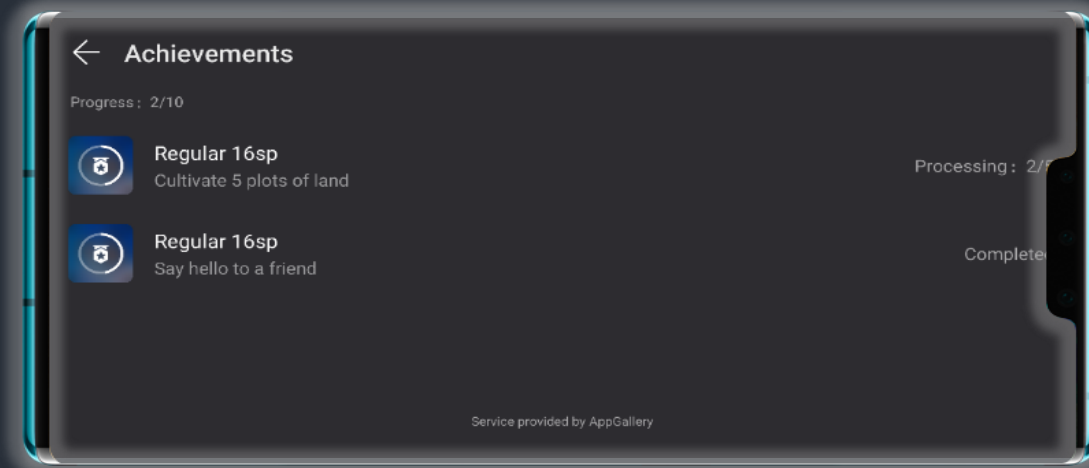 Achievements
Progress: 2/10
Regular 16sp
Cultivate 5 plots of land
Processing: 2/
Regular 16sp
Say hello to a friend
Complete
Service provided by AppGallery